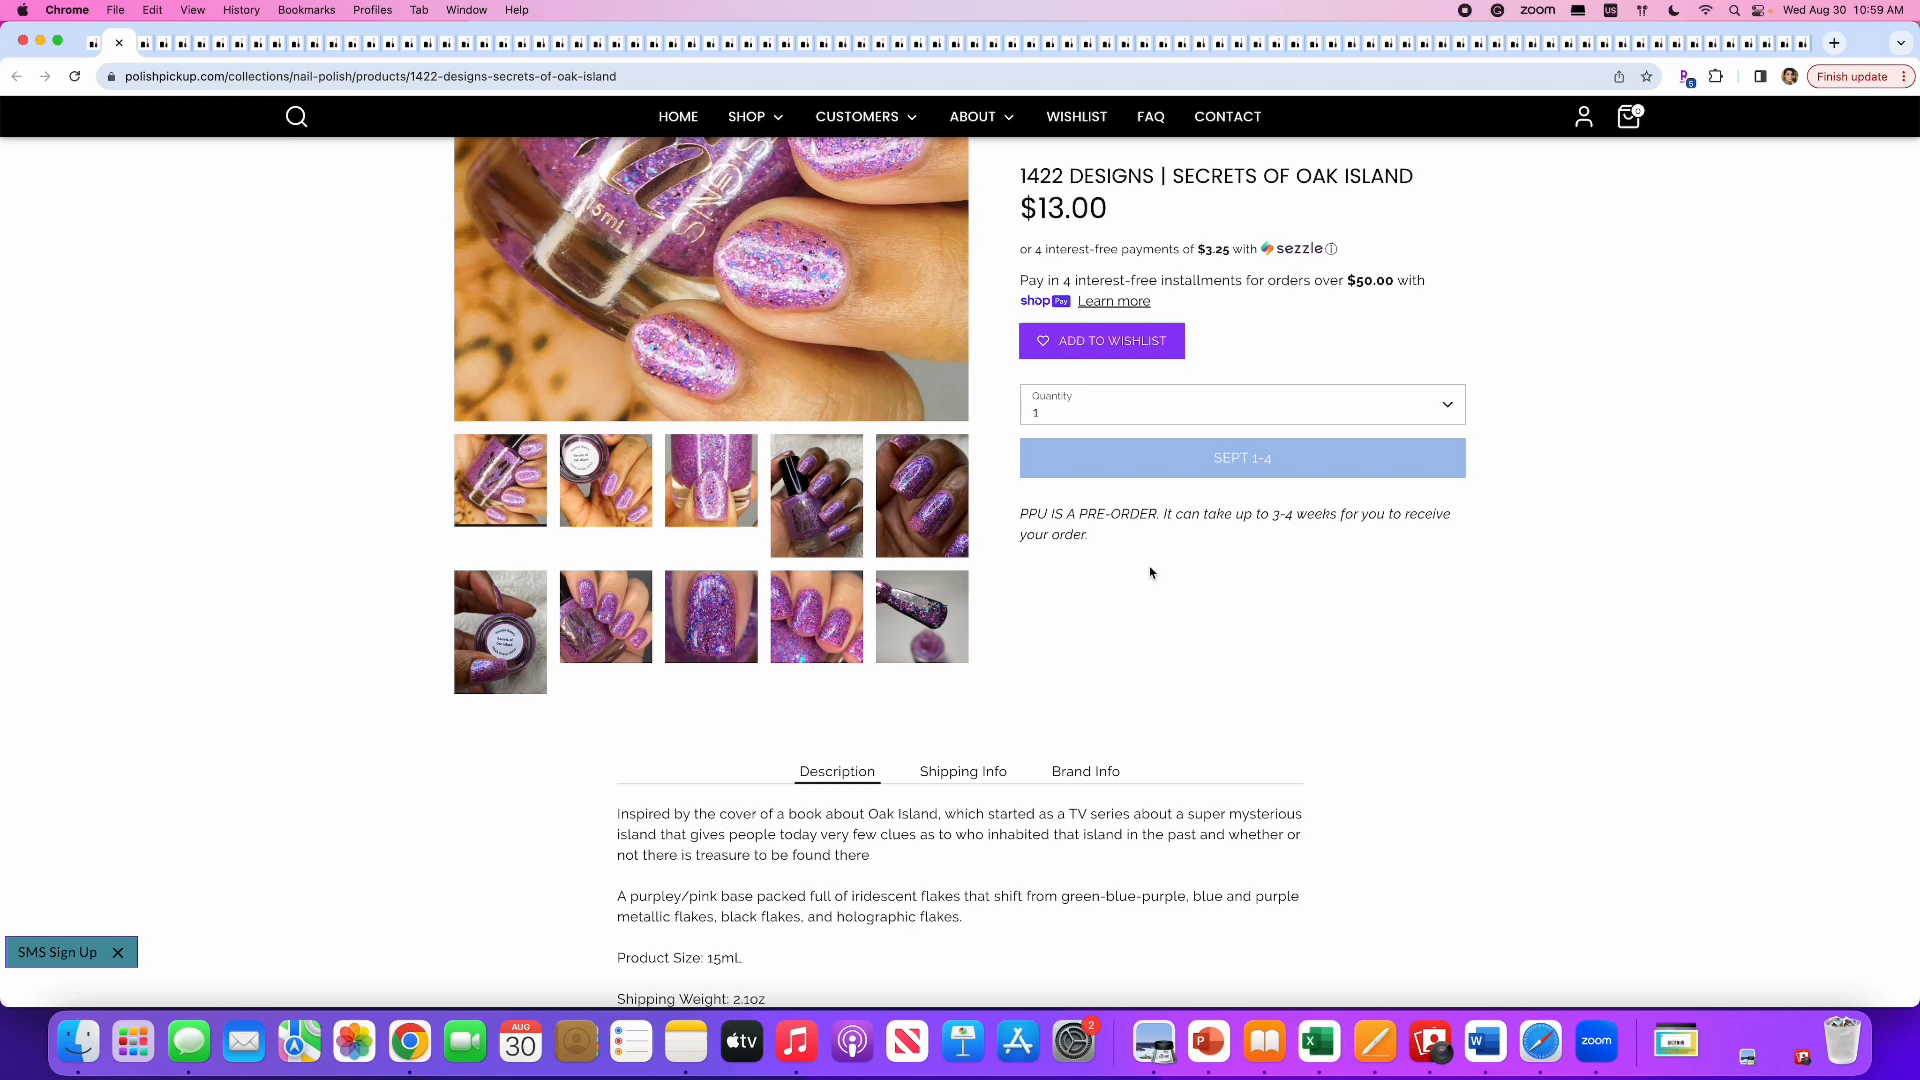 Chrome File Edit View History Bookmarks Profiles Tab Window Help zoom US Wed Aug 30 10:59 AM
polishpickup.com/collections/nail-polish/products/1422-designs-secrets-of-oak-island Finish update
HOME SHOP CUSTOMERS ABOUT WISHLIST FAQ CONTACT 0
15mL
1422 DESIGNS | SECRETS OF OAK ISLAND
$13.00
or 4 interest-free payments of $3.25 with sezzle
Pay in 4 interest-free installments for orders over $50.00 with
shop Pay Learn more
ADD TO WISHLIST
Quantity
1
SEPT 1-4
PPU IS A PRE-ORDER. It can take up to 3-4 weeks for you to receive
your order.
Description Shipping Info Brand Info
Inspired by the cover of a book about Oak Island, which started as a TV series about a super mysterious
island that gives people today very few clues as to who inhabited that island in the past and whether or
not there is treasure to be found there
A purpley/pink base packed full of iridescent flakes that shift from green-blue-purple, blue and purple
metallic flakes, black flakes, and holographic flakes.
Product Size: 15mL
Shipping Weight: 2.1oz
SMS Sign Up
AUG
30
tv
2
zoom